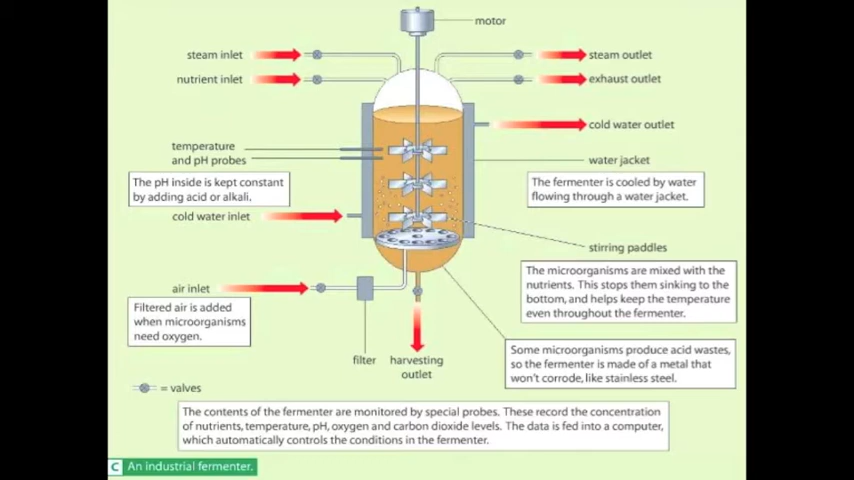 motor
steam inlet
steam outlet
nutrient inlet
exhaust outlet
cold water outlet
temperature
and pH probes
water jacket
The pH inside is kept constant
by adding acid or alkali.
The fermenter is cooled by water
flowing through a water jacket.
cold water inlet
stirring paddles
The microorganisms are mixed with the
nutrients. This stops them sinking to the
bottom, and helps keep the temperature
even throughout the fermenter.
air inlet
Filtered air is added
when microorganisms
need oxygen.
filter
harvesting
outlet
Some microorganisms produce acid wastes,
so the fermenter is made of a metal that
won't corrode, like stainless steel.
= valves
The contents of the fermenter are monitored by special probes. These record the concentration
of nutrients, temperature, pH, oxygen and carbon dioxide levels. The data is fed into a computer,
which automatically controls the conditions in the fermenter.
C An industrial fermenter.